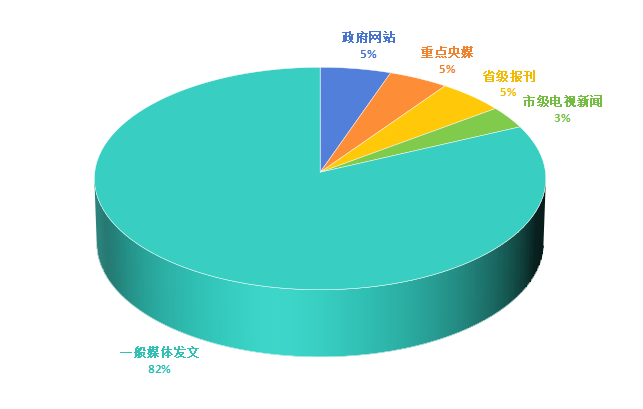 政府网站
5%
重点央媒
5%
省级报刊
5%
市级电视新闻
3%
一般媒体发文
82%